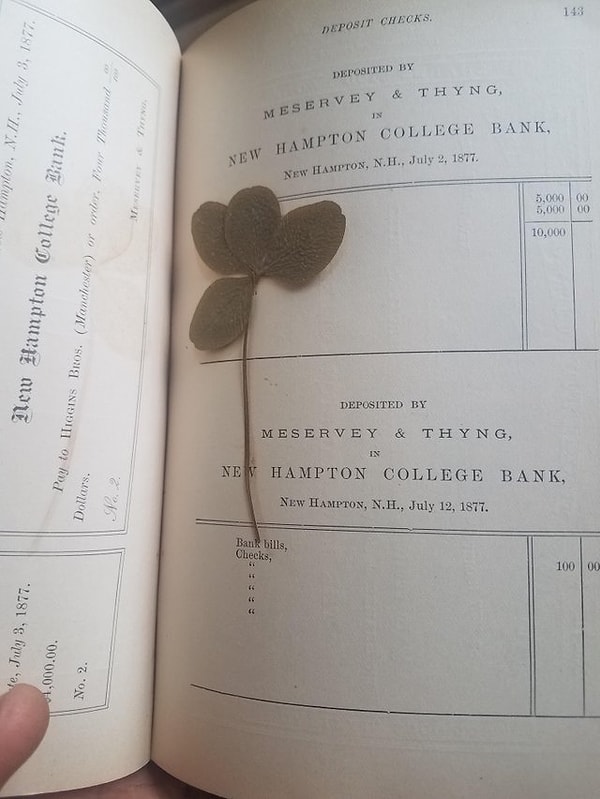 Hampton, N.H., July 3, 1877.
New Hampton College Bank.
Pay to HIGGINS BROS. (Manchester) or order, Four Thousand 00/100
Dollars.
No. 2. MESERVEY & THYNG.
July 3, 1877.
,000.00.
No. 2.
DEPOSIT CHECKS. 143
DEPOSITED BY
MESERVEY & THYNG,
IN
NEW HAMPTON COLLEGE BANK,
NEW HAMPTON, N.H., July 2, 1877.
5,000 00
5,000 00
10,000
DEPOSITED BY
MESERVEY & THYNG,
IN
NEW HAMPTON COLLEGE BANK,
NEW HAMPTON, N.H., July 12, 1877.
Bank bills,
Checks,
"
" 100 00
"
"
"